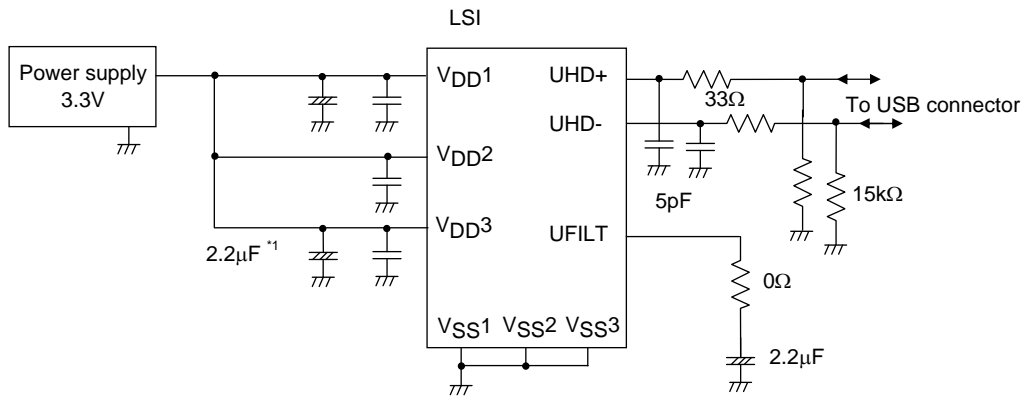 LSI
Power supply
3.3V
VDD1
VDD2
VDD3
2.2μF *1
UHD+
UHD-
UFILT
VSS1 VSS2 VSS3
33Ω
To USB connector
5pF
15kΩ
0Ω
2.2μF